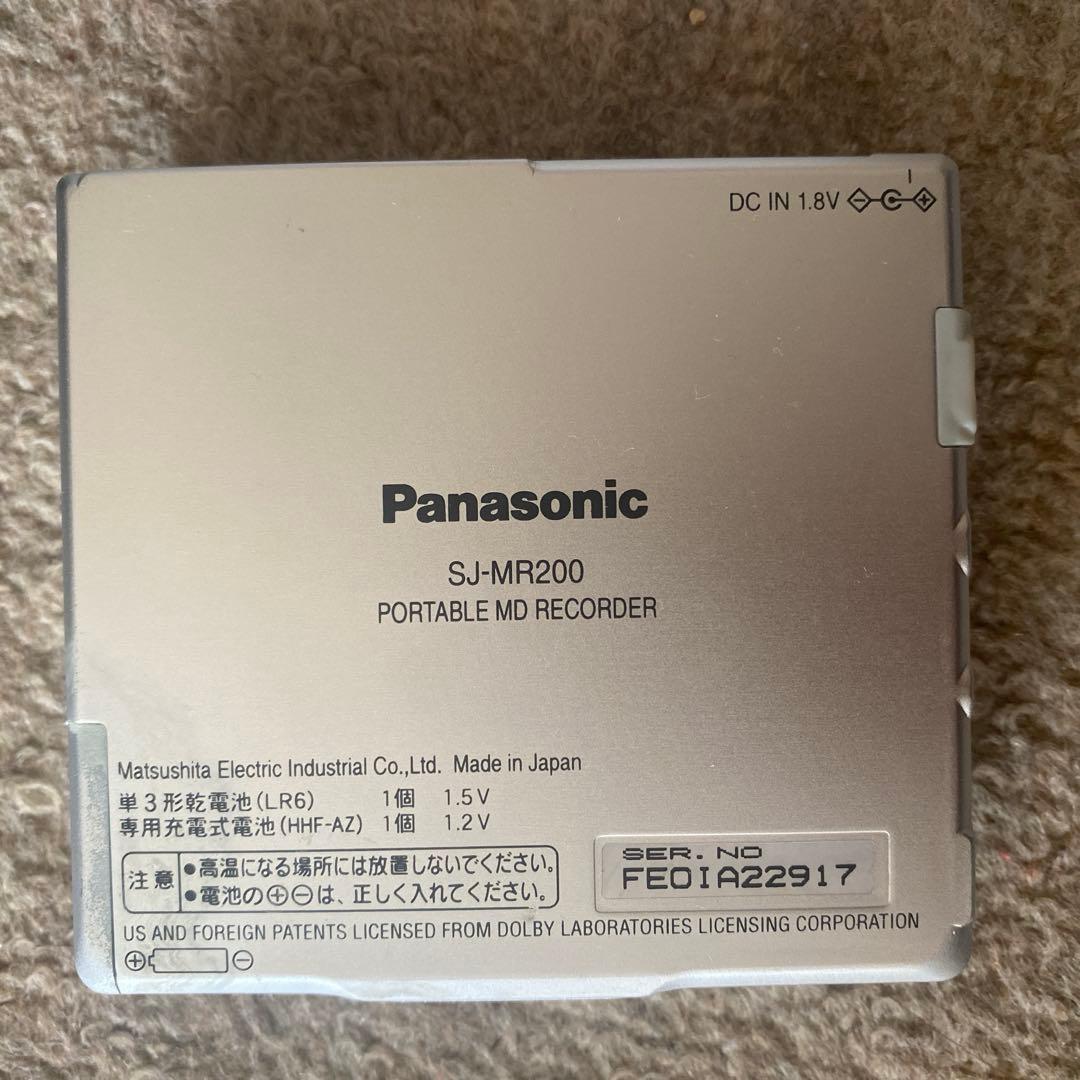 DC IN 1.8V
Panasonic
SJ-MR200
PORTABLE MD RECORDER
Matsushita Electric Industrial Co.,Ltd. Made in Japan
単3形乾電池(LR6) 1個 1.5V
専用充電式電池(HHF-AZ) 1個 1.2V
注意
●高温になる場所には放置しないでください。
●電池の⊕⊖は、正しく入れてください。
SER. NO
FE0IA22917
US AND FOREIGN PATENTS LICENSED FROM DOLBY LABORATORIES LICENSING CORPORATION
⊕ ⊖